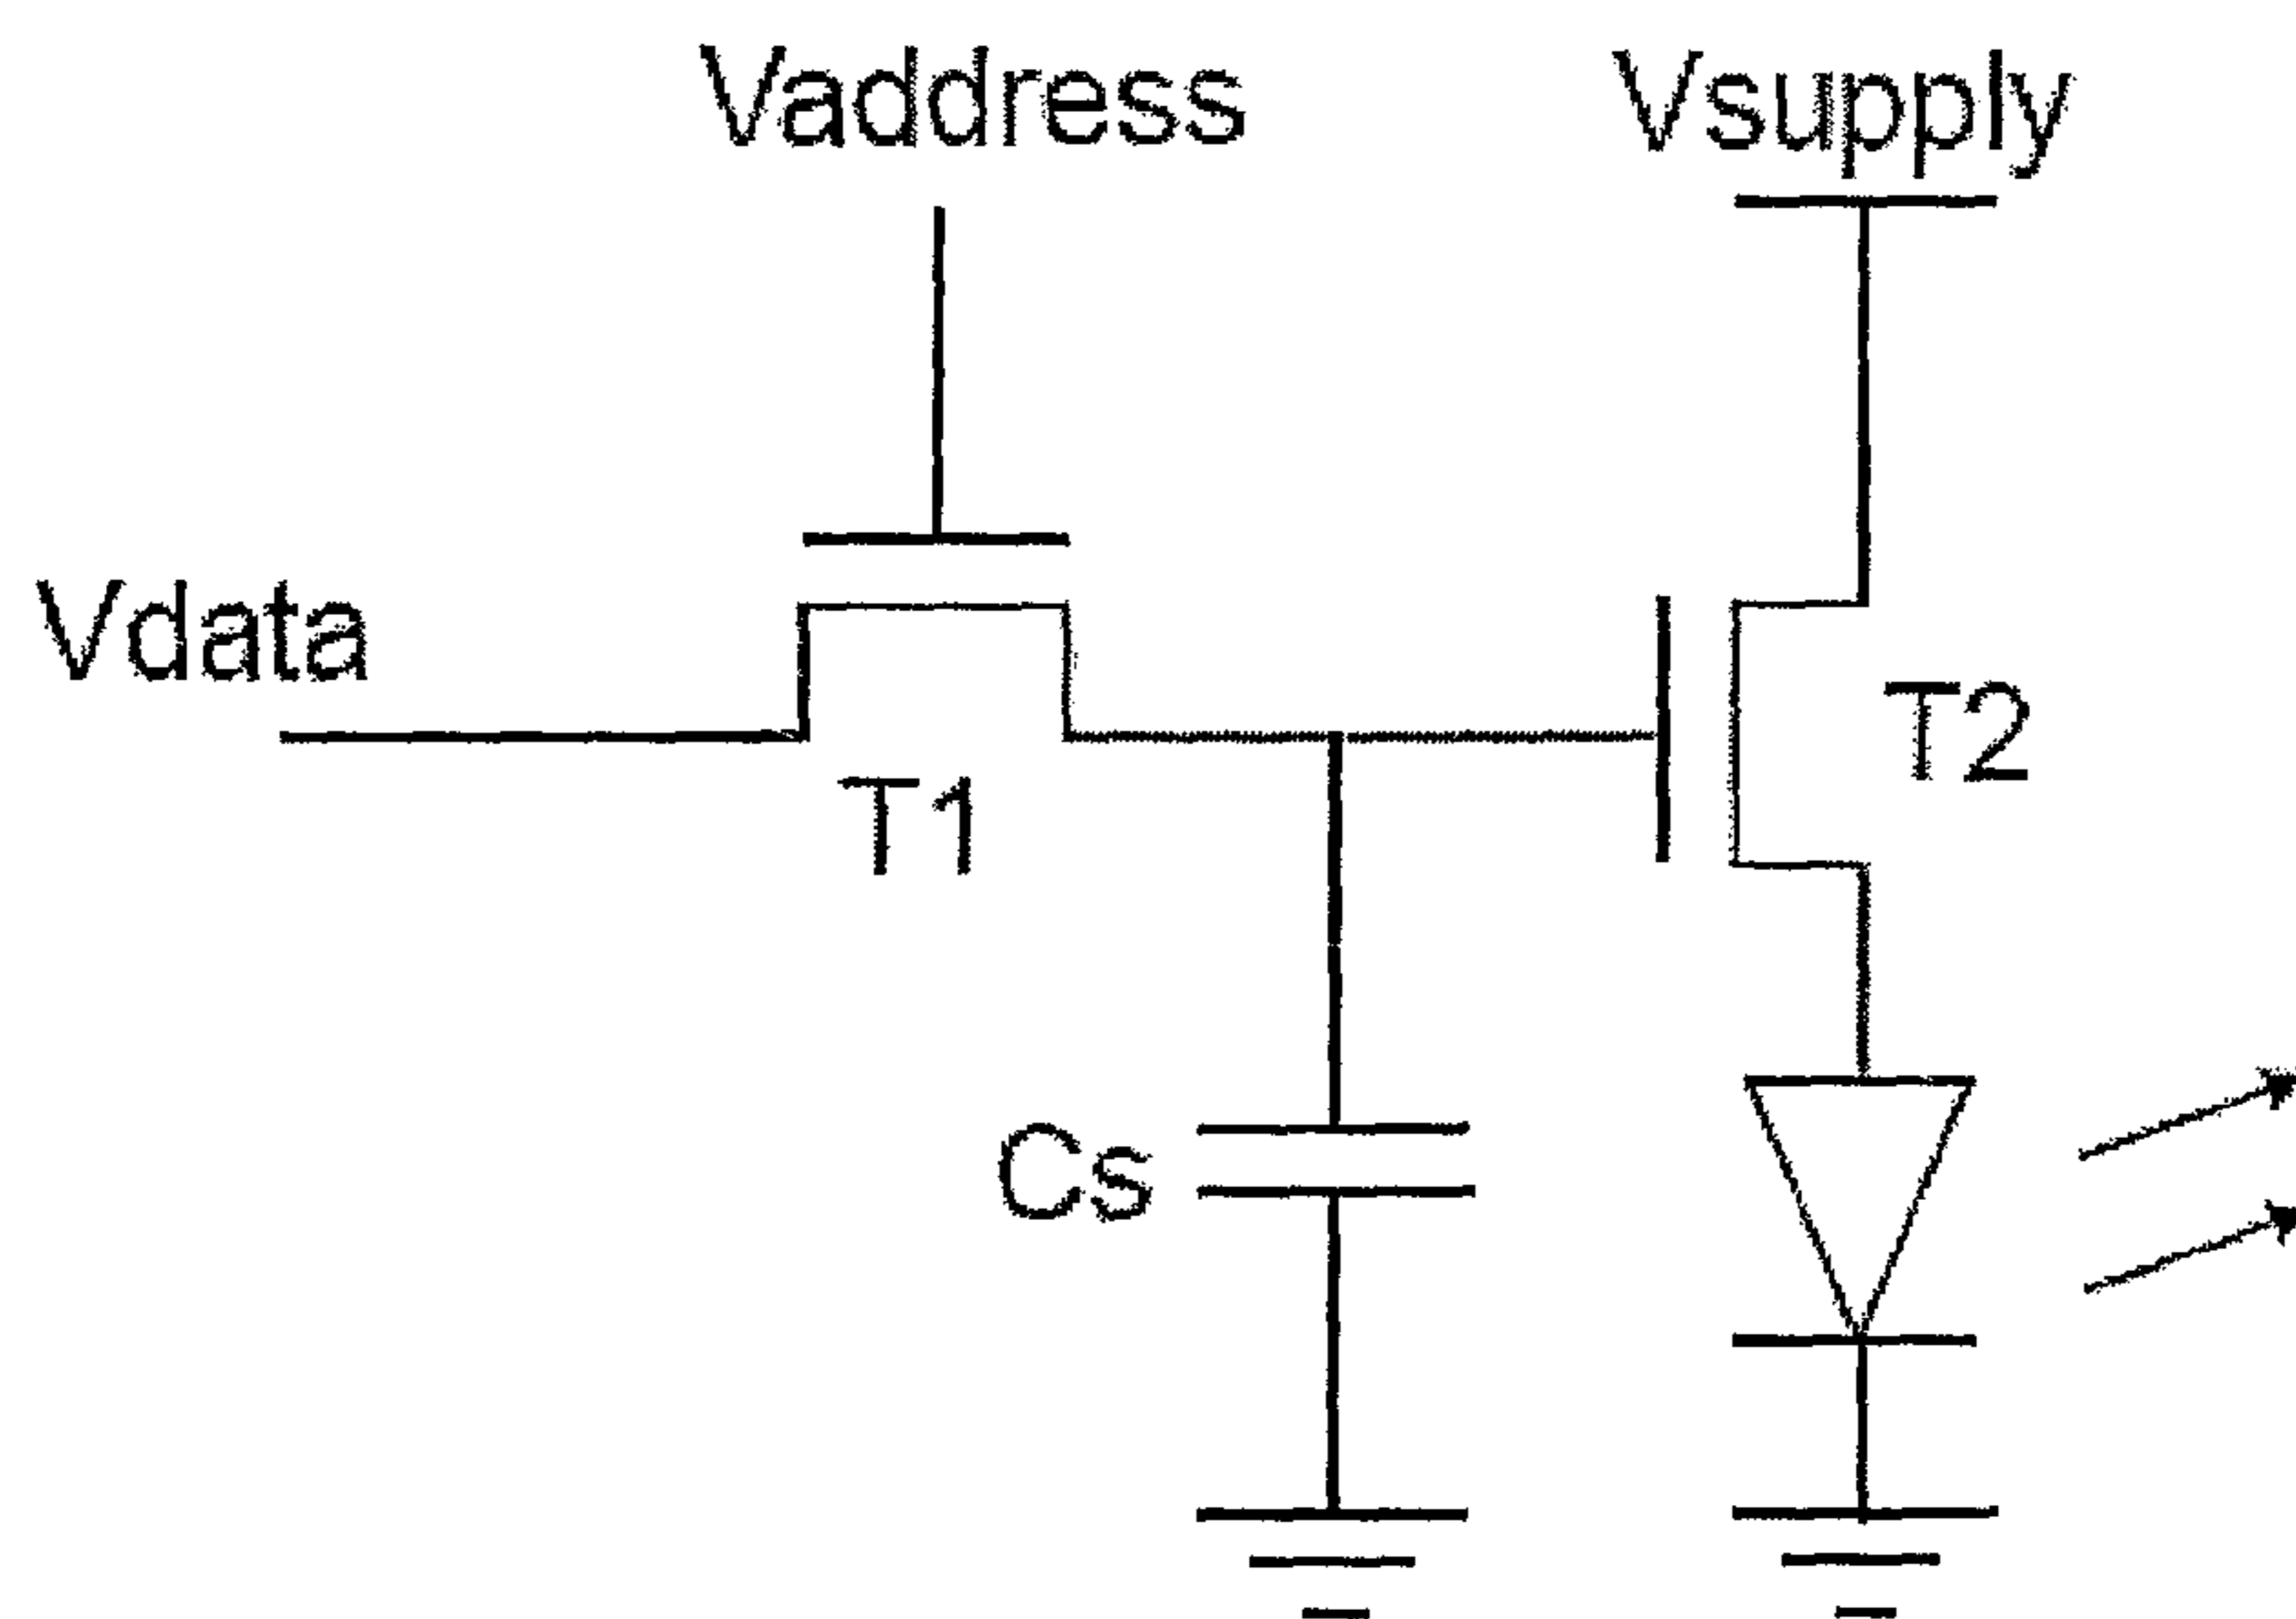 Vaddress
Vsupply
Vdata
T2
T1
Cs